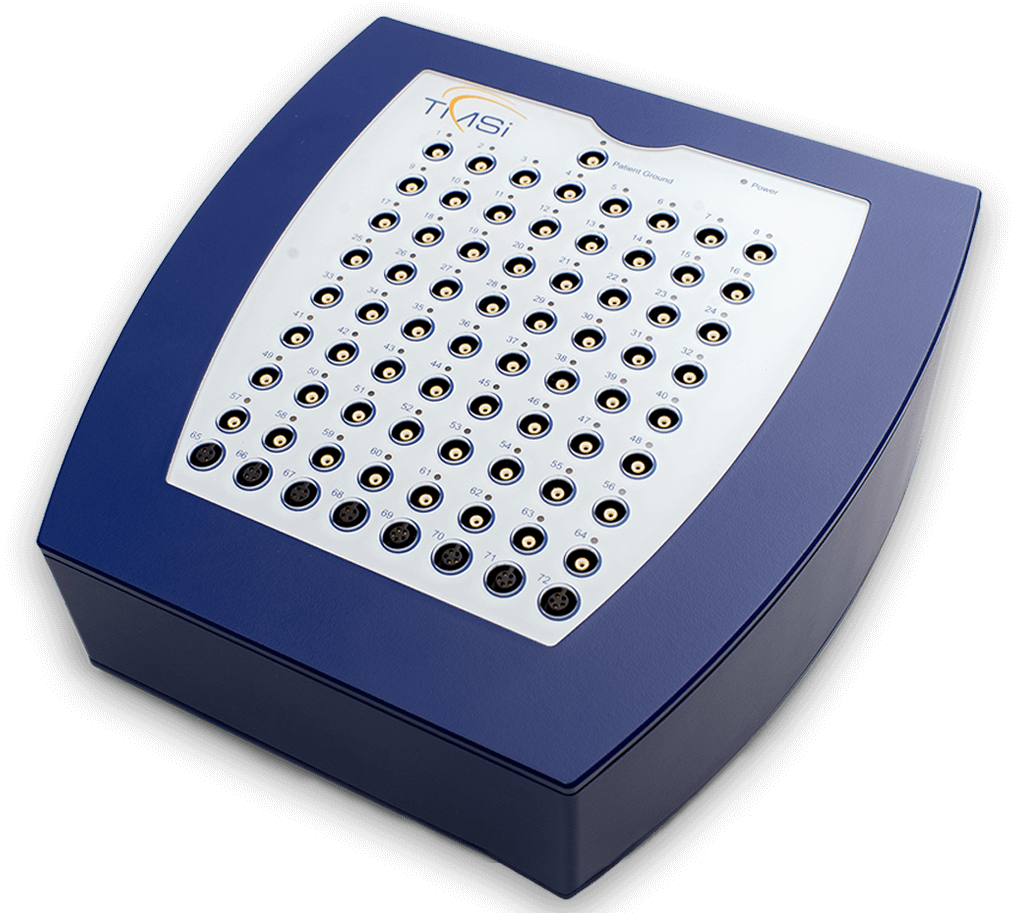 TMSi
Patient Ground
Power
1 2 3 4 5 6 7 8
9 10 11 12 13 14 15 16
17 18 19 20 21 22 23 24
25 26 27 28 29 30 31 32
33 34 35 36 37 38 39 40
41 42 43 44 45 46 47 48
49 50 51 52 53 54 55 56
57 58 59 60 61 62 63 64
65 66 67 68 69 70 71 72